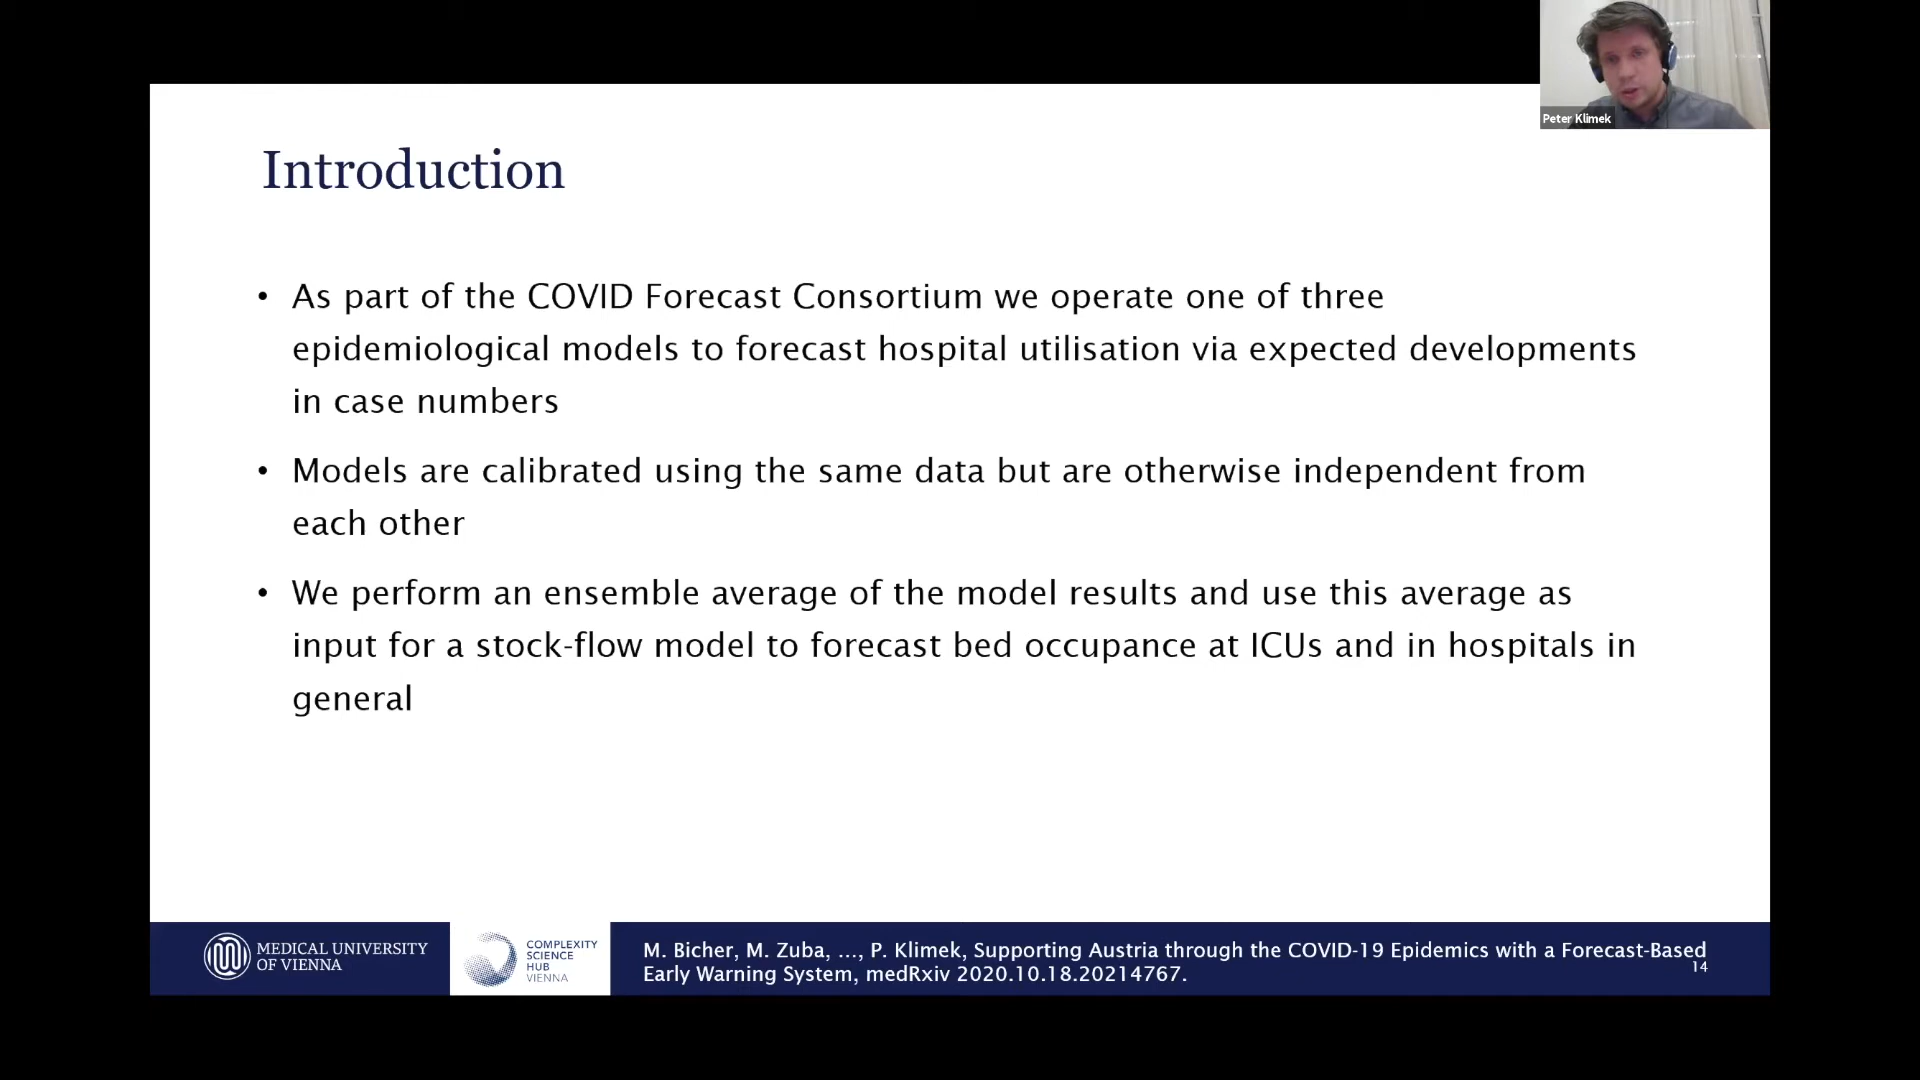 Peter Klimek
Introduction
• As part of the COVID Forecast Consortium we operate one of three
epidemiological models to forecast hospital utilisation via expected developments
in case numbers
• Models are calibrated using the same data but are otherwise independent from
each other
• We perform an ensemble average of the model results and use this average as
input for a stock-flow model to forecast bed occupance at ICUs and in hospitals in
general
MEDICAL UNIVERSITY
OF VIENNA
COMPLEXITY
SCIENCE
HUB
VIENNA
M. Bicher, M. Zuba, ..., P. Klimek, Supporting Austria through the COVID-19 Epidemics with a Forecast-Based
Early Warning System, medRxiv 2020.10.18.20214767.
14